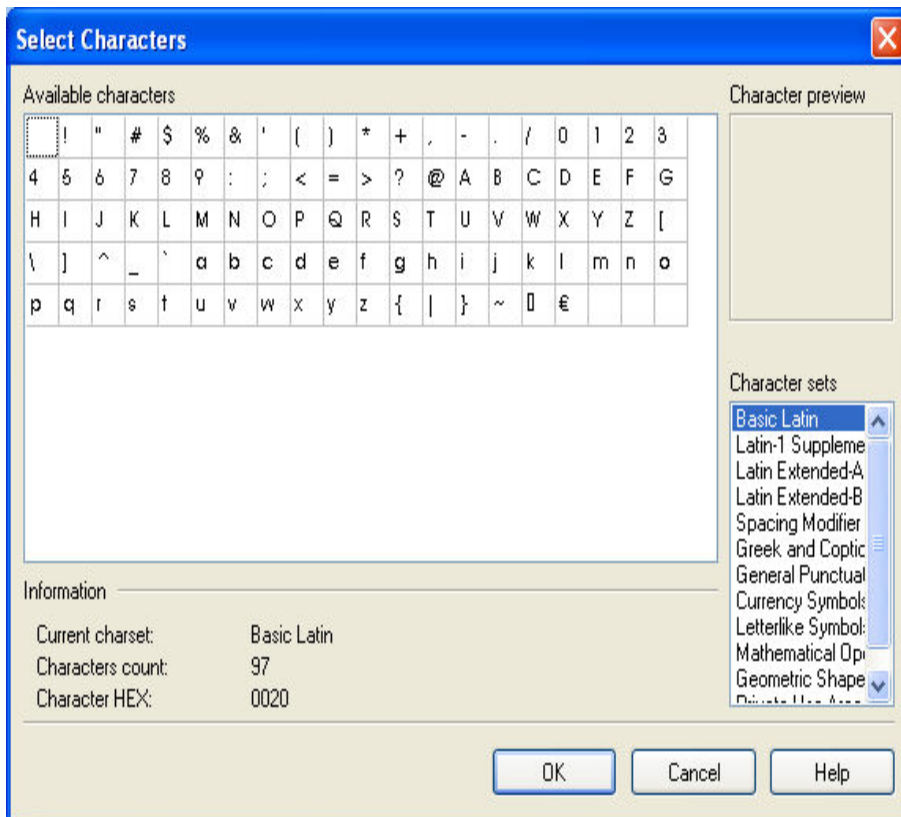 Select Characters
Available characters
! " # $ % & ' ( ) * + , - . / 0 1 2 3
4 5 6 7 8 9 : ; < = > ? @ A B C D E F G
H I J K L M N O P Q R S T U V W X Y Z [
\ ] ^ _ ` a b c d e f g h i j k l m n o
p q r s t u v w x y z { | } ~ ▯ €
Character preview
Character sets
Basic Latin
Latin-1 Suppleme
Latin Extended-A
Latin Extended-B
Spacing Modifier
Greek and Coptic
General Punctuat
Currency Symbols
Letterlike Symbol
Mathematical Op
Geometric Shape
Information
Current charset: Basic Latin
Characters count: 97
Character HEX: 0020
OK Cancel Help